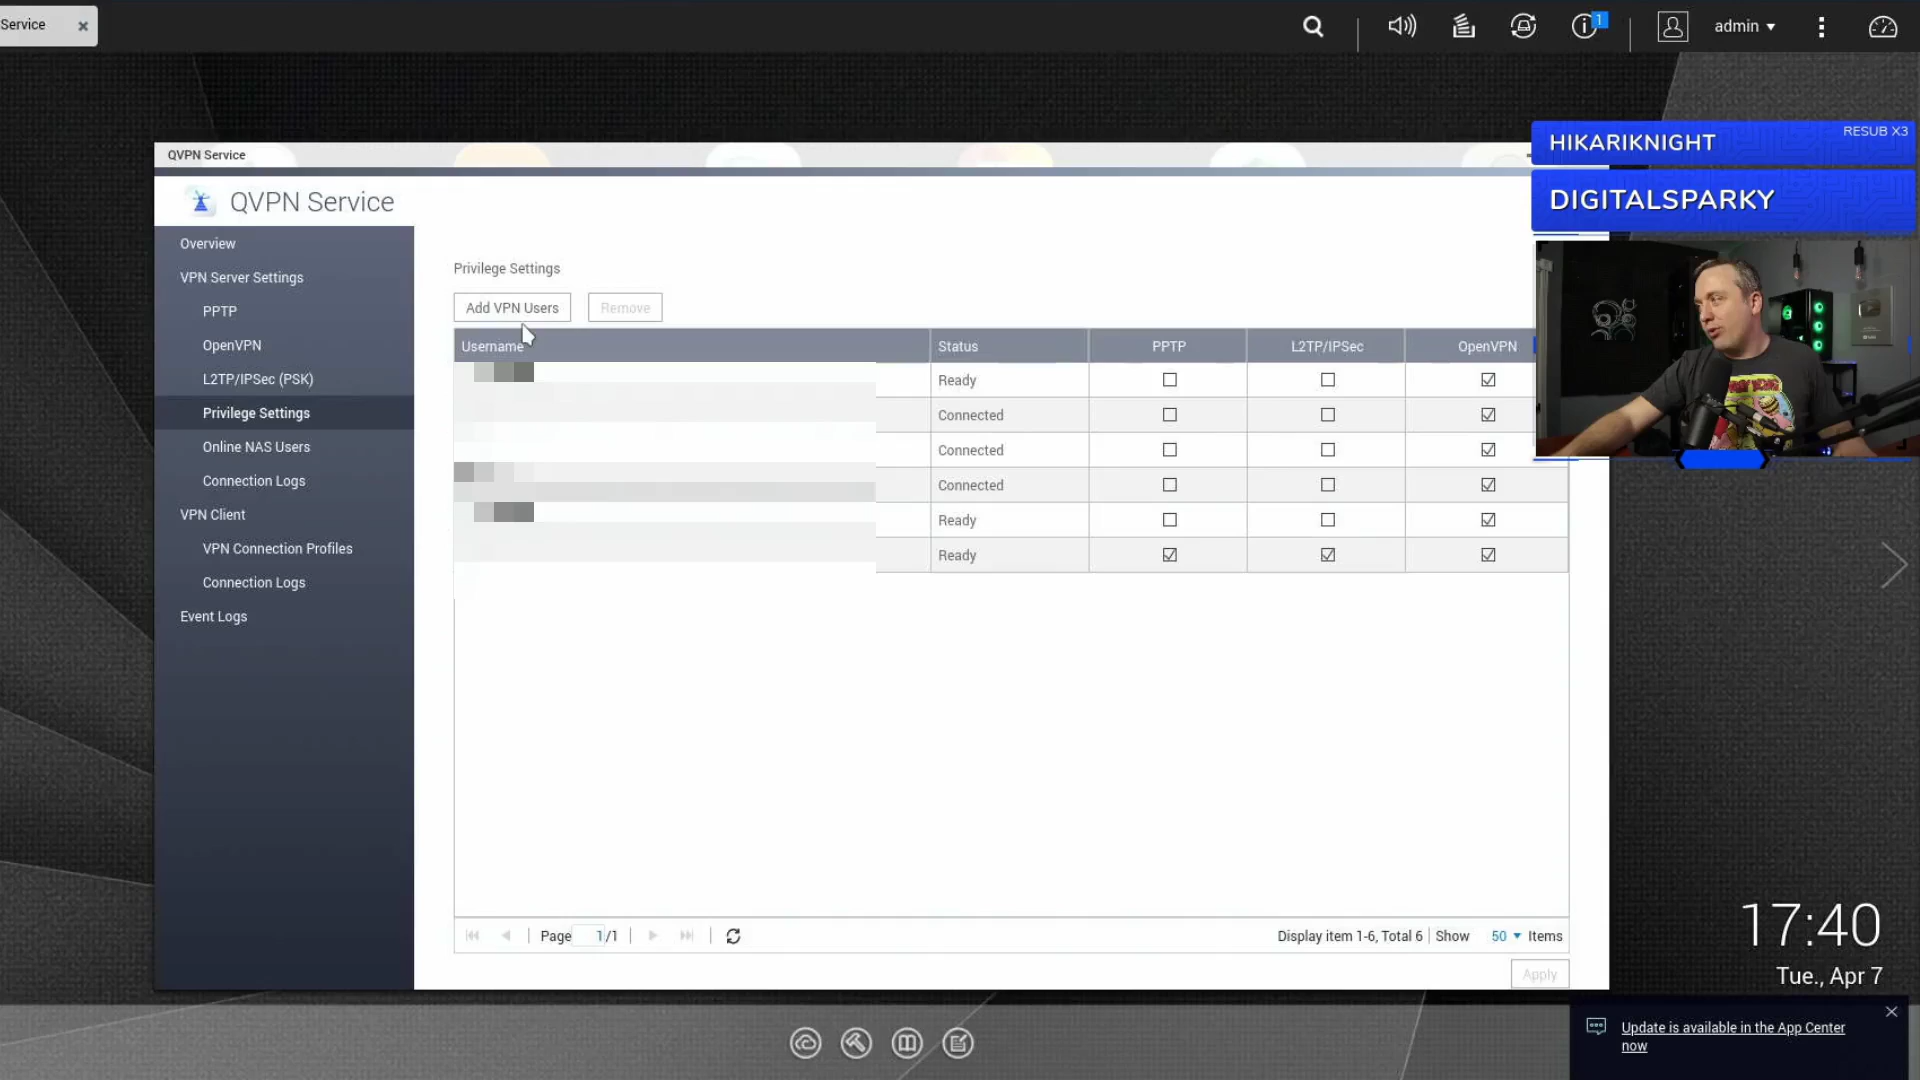 Service
1
admin
HIKARIKNIGHT
RESUB X3
DIGITALSPARKY
QVPN Service
QVPN Service
Overview
VPN Server Settings
PPTP
OpenVPN
L2TP/IPSec (PSK)
Privilege Settings
Online NAS Users
Connection Logs
VPN Client
VPN Connection Profiles
Connection Logs
Event Logs
Privilege Settings
Add VPN Users
Remove
Username Status PPTP L2TP/IPSec OpenVPN
Ready
Connected
Connected
Connected
Ready
Ready
Page 1/1
Display item 1-6, Total 6 | Show 50 Items
Apply
17:40
Tue., Apr 7
Update is available in the App Center
now